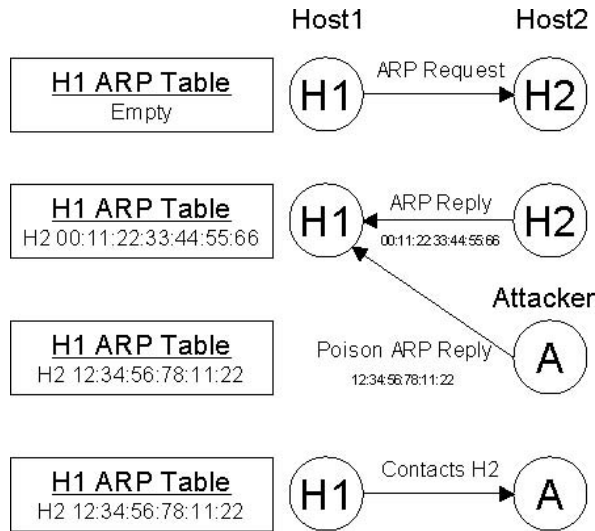 Host1
Host2
H1 ARP Table
Empty
H1
ARP Request
H2
H1 ARP Table
H2 00:11:22:33:44:55:66
H1
ARP Reply
00:11:22:33:44:55:66
H2
Attacker
H1 ARP Table
H2 12:34:56:78:11:22
Poison ARP Reply
12:34:56:78:11:22
A
H1 ARP Table
H2 12:34:56:78:11:22
H1
Contacts H2
A